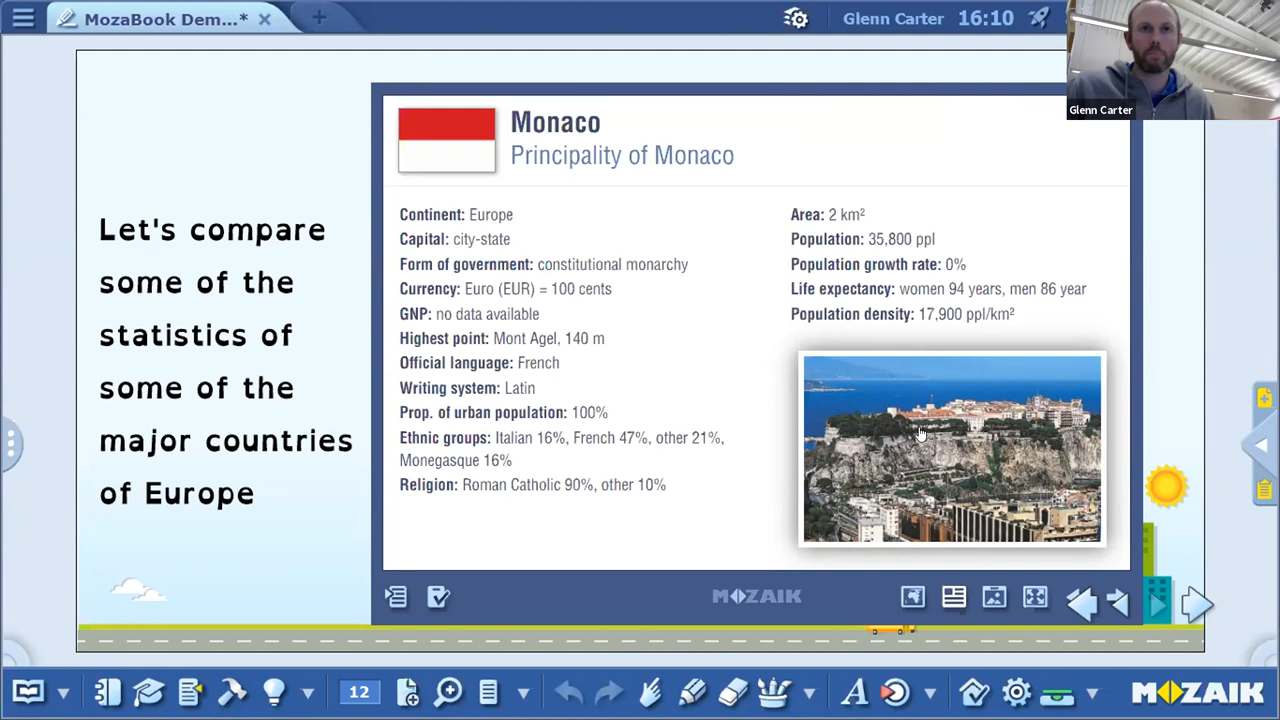 MozaBook Dem...*
Glenn Carter 16:10
Glenn Carter
Let's compare
some of the
statistics of
some of the
major countries
of Europe
Monaco
Principality of Monaco
Continent: Europe
Capital: city-state
Form of government: constitutional monarchy
Currency: Euro (EUR) = 100 cents
GNP: no data available
Highest point: Mont Agel, 140 m
Official language: French
Writing system: Latin
Prop. of urban population: 100%
Ethnic groups: Italian 16%, French 47%, other 21%,
Monegasque 16%
Religion: Roman Catholic 90%, other 10%
Area: 2 km²
Population: 35,800 ppl
Population growth rate: 0%
Life expectancy: women 94 years, men 86 year
Population density: 17,900 ppl/km²
MOZAIK
12
A
MOZAIK